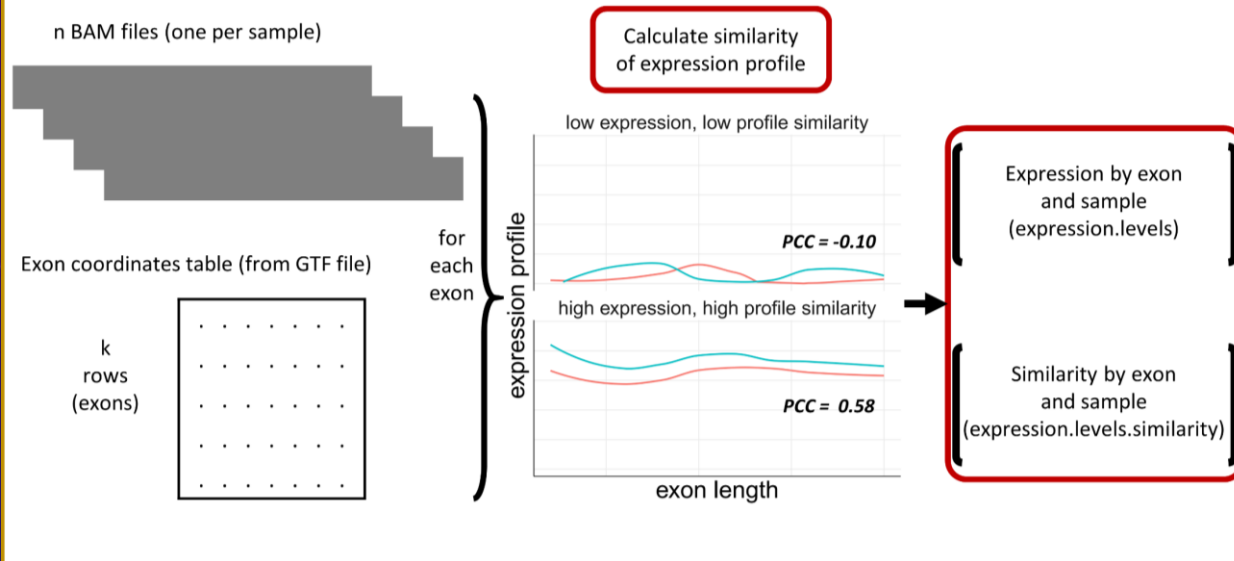 n BAM files (one per sample)
Exon coordinates table (from GTF file)
k
rows
(exons)
for
each
exon
Calculate similarity
of expression profile
low expression, low profile similarity
PCC = -0.10
expression profile
high expression, high profile similarity
PCC = 0.58
exon length
Expression by exon
and sample
(expression.levels)
Similarity by exon
and sample
(expression.levels.similarity)